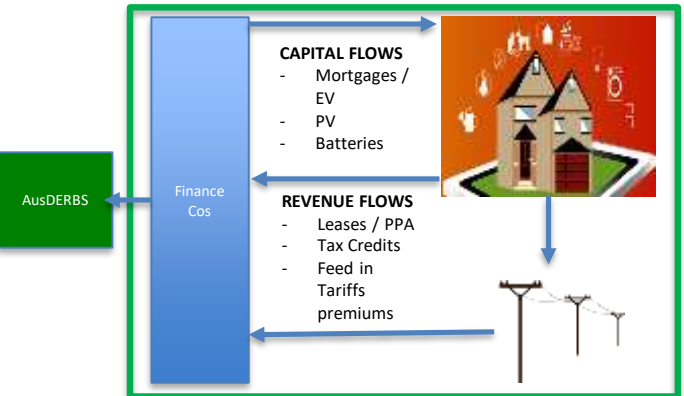 CAPITAL FLOWS
- Mortgages /
EV
- PV
- Batteries
AusDERBS
Finance
Cos
REVENUE FLOWS
- Leases / PPA
- Tax Credits
- Feed in
Tariffs
premiums